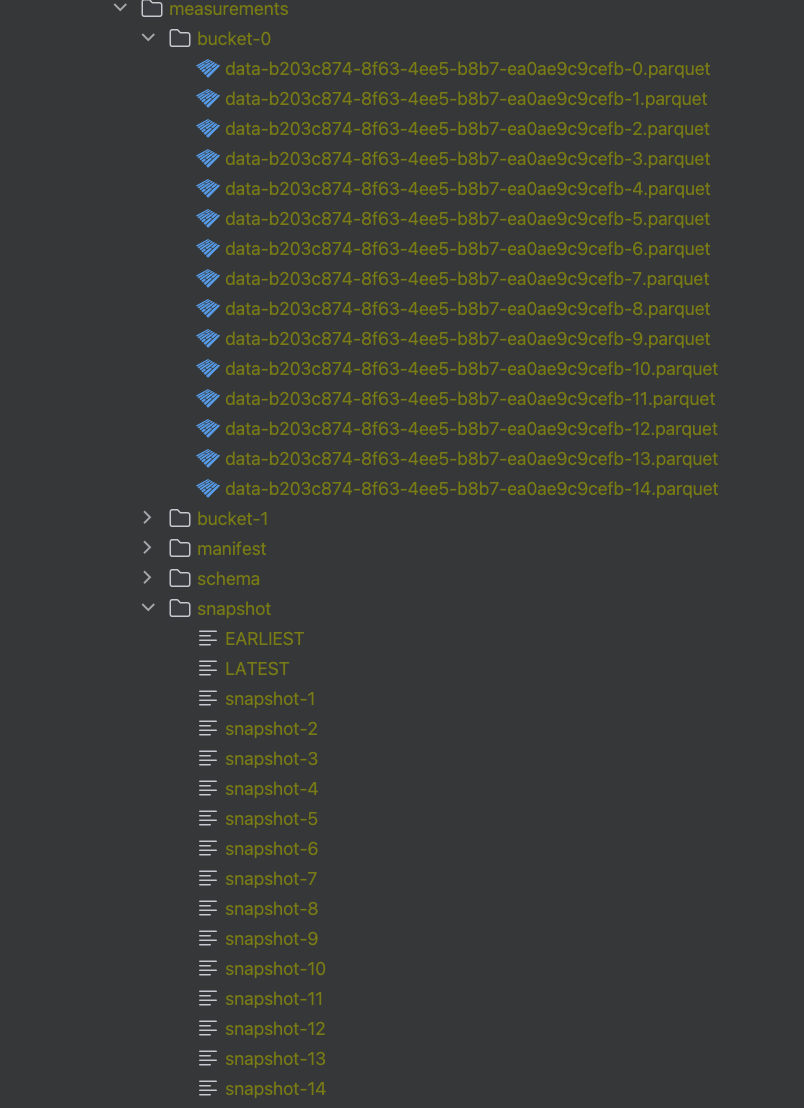 measurements
bucket-0
data-b203c874-8f63-4ee5-b8b7-ea0ae9c9cefb-0.parquet
data-b203c874-8f63-4ee5-b8b7-ea0ae9c9cefb-1.parquet
data-b203c874-8f63-4ee5-b8b7-ea0ae9c9cefb-2.parquet
data-b203c874-8f63-4ee5-b8b7-ea0ae9c9cefb-3.parquet
data-b203c874-8f63-4ee5-b8b7-ea0ae9c9cefb-4.parquet
data-b203c874-8f63-4ee5-b8b7-ea0ae9c9cefb-5.parquet
data-b203c874-8f63-4ee5-b8b7-ea0ae9c9cefb-6.parquet
data-b203c874-8f63-4ee5-b8b7-ea0ae9c9cefb-7.parquet
data-b203c874-8f63-4ee5-b8b7-ea0ae9c9cefb-8.parquet
data-b203c874-8f63-4ee5-b8b7-ea0ae9c9cefb-9.parquet
data-b203c874-8f63-4ee5-b8b7-ea0ae9c9cefb-10.parquet
data-b203c874-8f63-4ee5-b8b7-ea0ae9c9cefb-11.parquet
data-b203c874-8f63-4ee5-b8b7-ea0ae9c9cefb-12.parquet
data-b203c874-8f63-4ee5-b8b7-ea0ae9c9cefb-13.parquet
data-b203c874-8f63-4ee5-b8b7-ea0ae9c9cefb-14.parquet
bucket-1
manifest
schema
snapshot
EARLIEST
LATEST
snapshot-1
snapshot-2
snapshot-3
snapshot-4
snapshot-5
snapshot-6
snapshot-7
snapshot-8
snapshot-9
snapshot-10
snapshot-11
snapshot-12
snapshot-13
snapshot-14